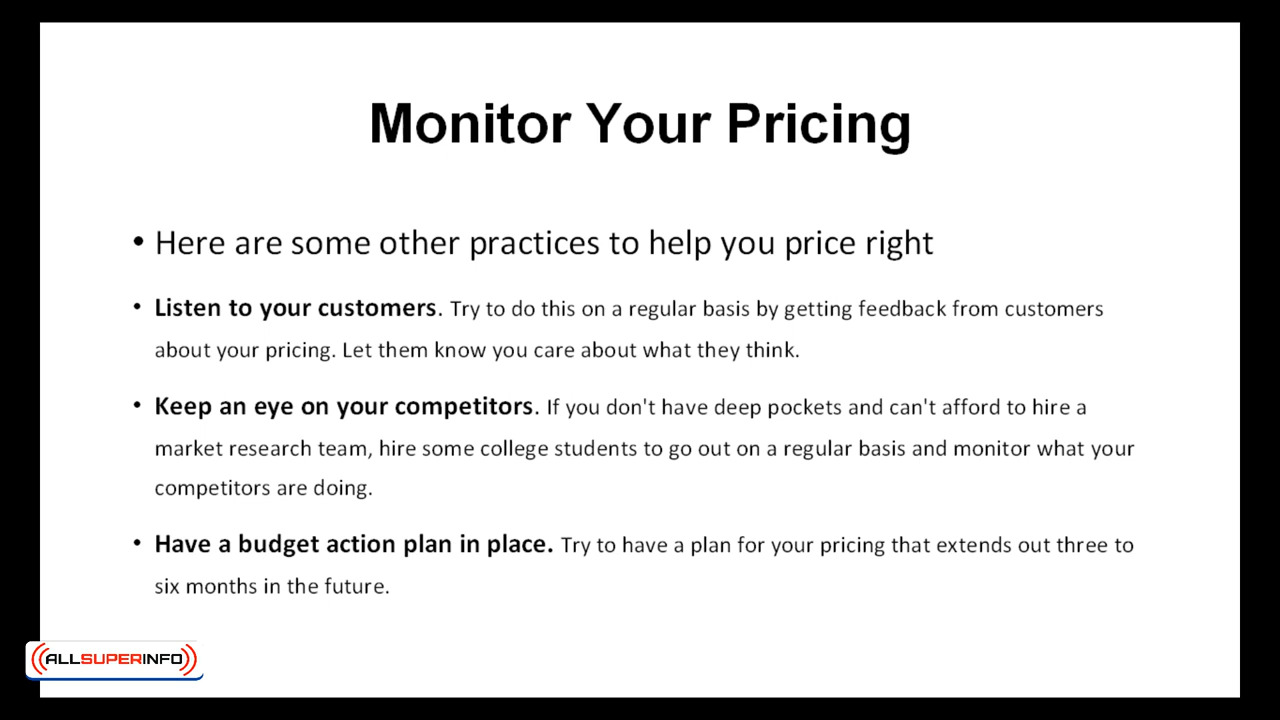 Monitor Your Pricing
• Here are some other practices to help you price right
• Listen to your customers. Try to do this on a regular basis by getting feedback from customers
about your pricing. Let them know you care about what they think.
• Keep an eye on your competitors. If you don't have deep pockets and can't afford to hire a
market research team, hire some college students to go out on a regular basis and monitor what your
competitors are doing.
• Have a budget action plan in place. Try to have a plan for your pricing that extends out three to
six months in the future.
ALLSUPERINFO